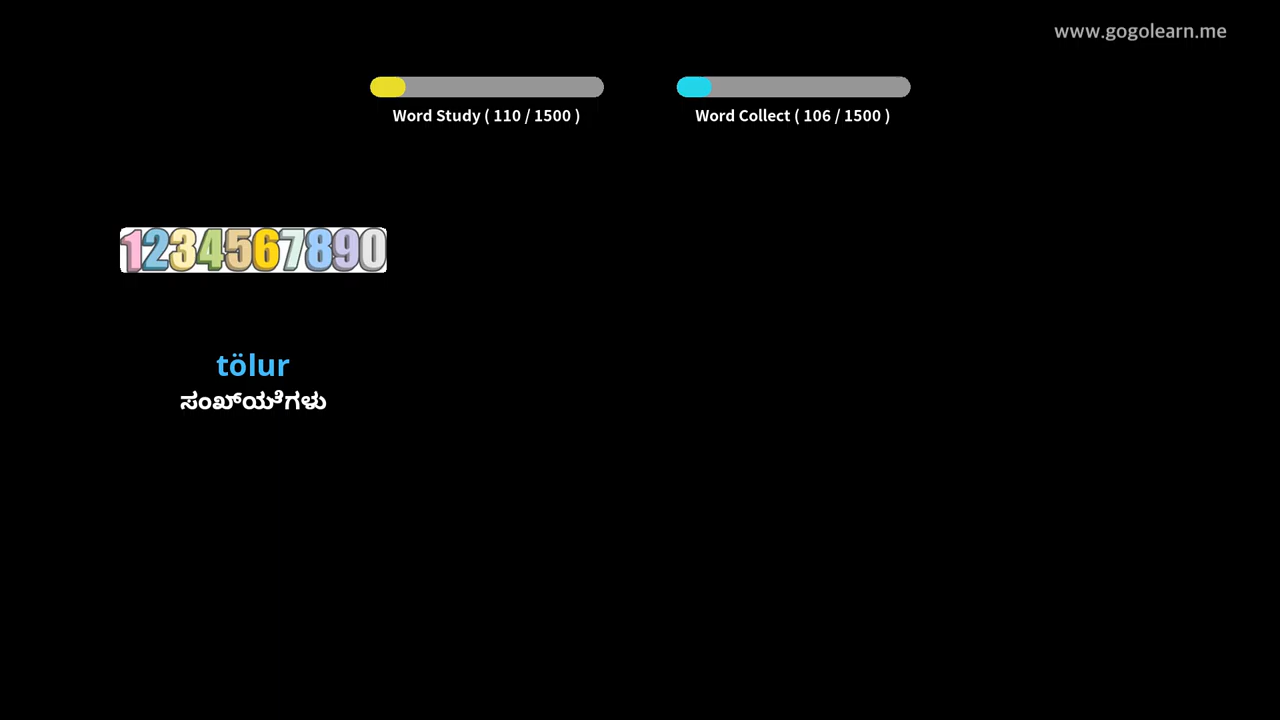 www.gogolearn.me
Word Study ( 110 / 1500 )
Word Collect ( 106 / 1500 )
1234567890
tölur
ಸಂಖ್ಯೆಗಳು